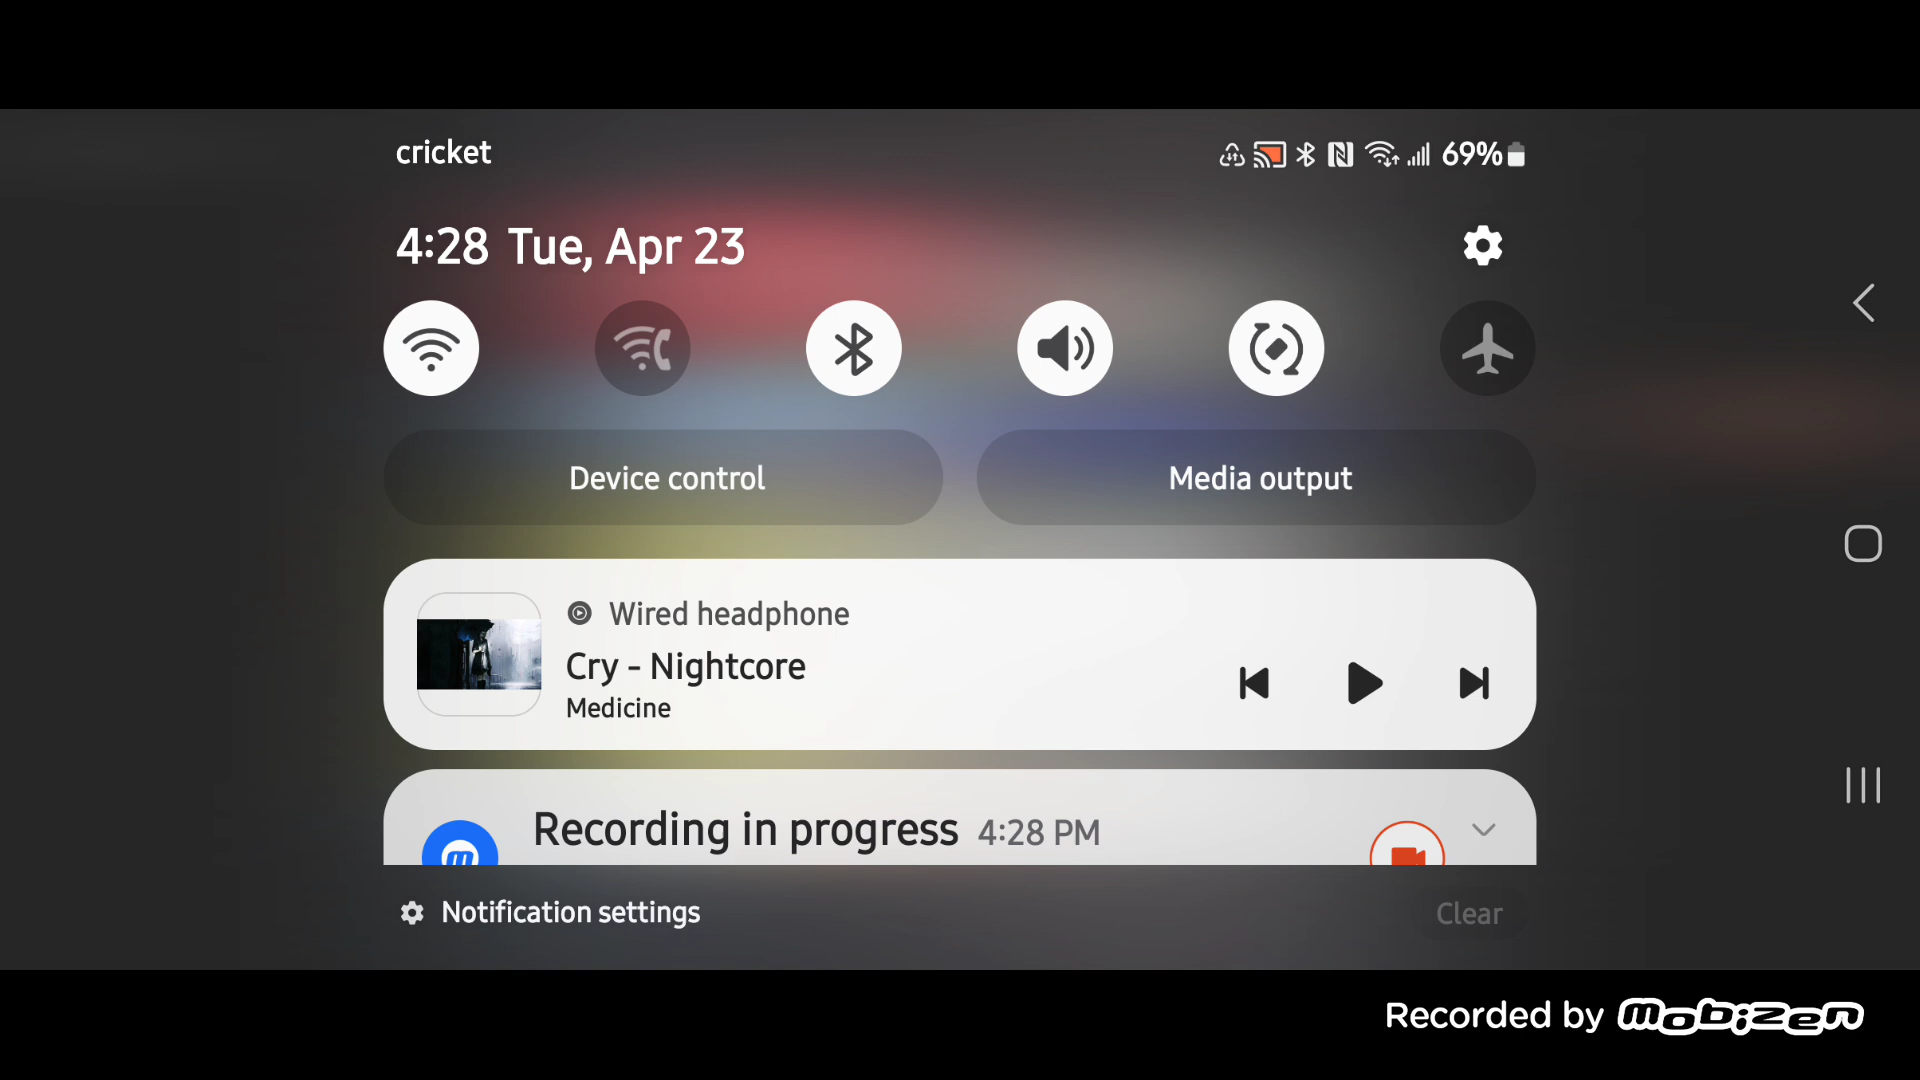 cricket
69%
4:28 Tue, Apr 23
Device control
Media output
Wired headphone
Cry - Nightcore
Medicine
Recording in progress 4:28 PM
Notification settings
Clear
Recorded by mobizen